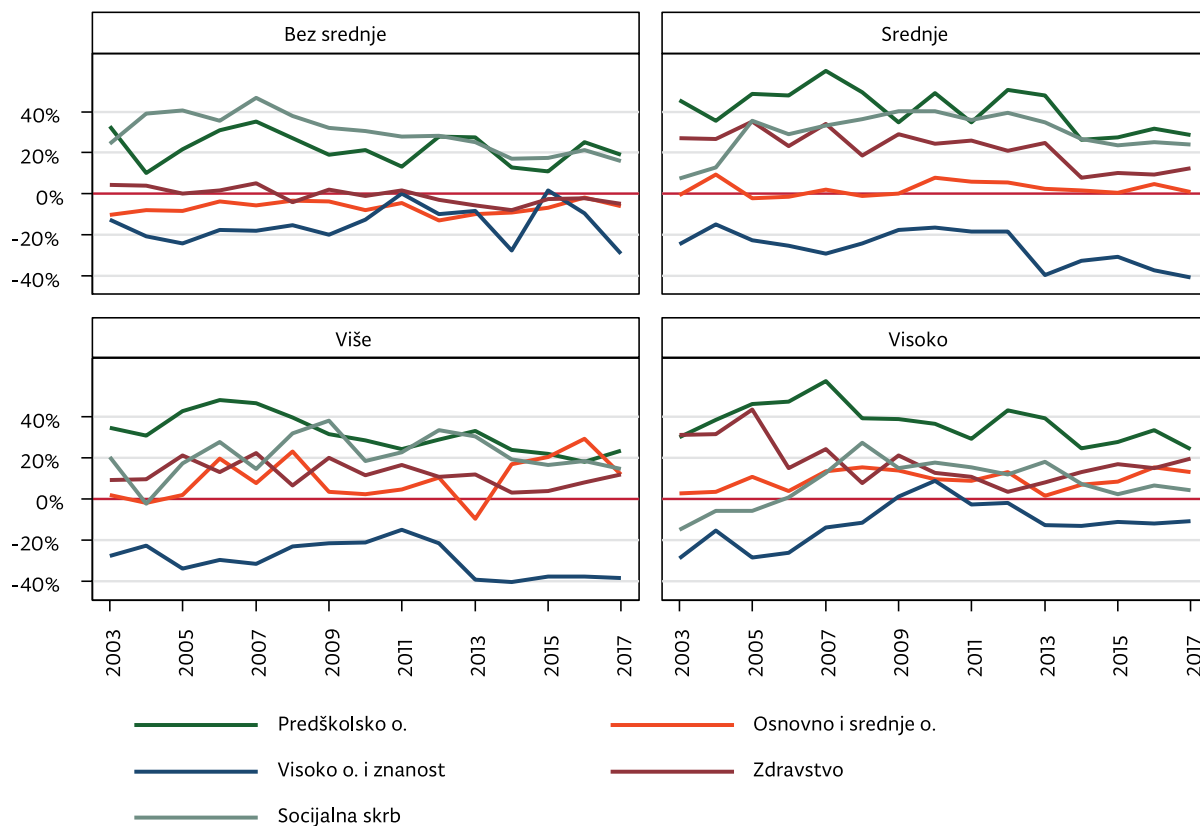 Bez srednje
Srednje
40%
20%
0%
-20%
-40%
Više
Visoko
40%
20%
0%
-20%
-40%
2003
2005
2007
2009
2011
2013
2015
2017
2003
2005
2007
2009
2011
2013
2015
2017
Predškolsko o.
Osnovno i srednje o.
Visoko o. i znanost
Zdravstvo
Socijalna skrb